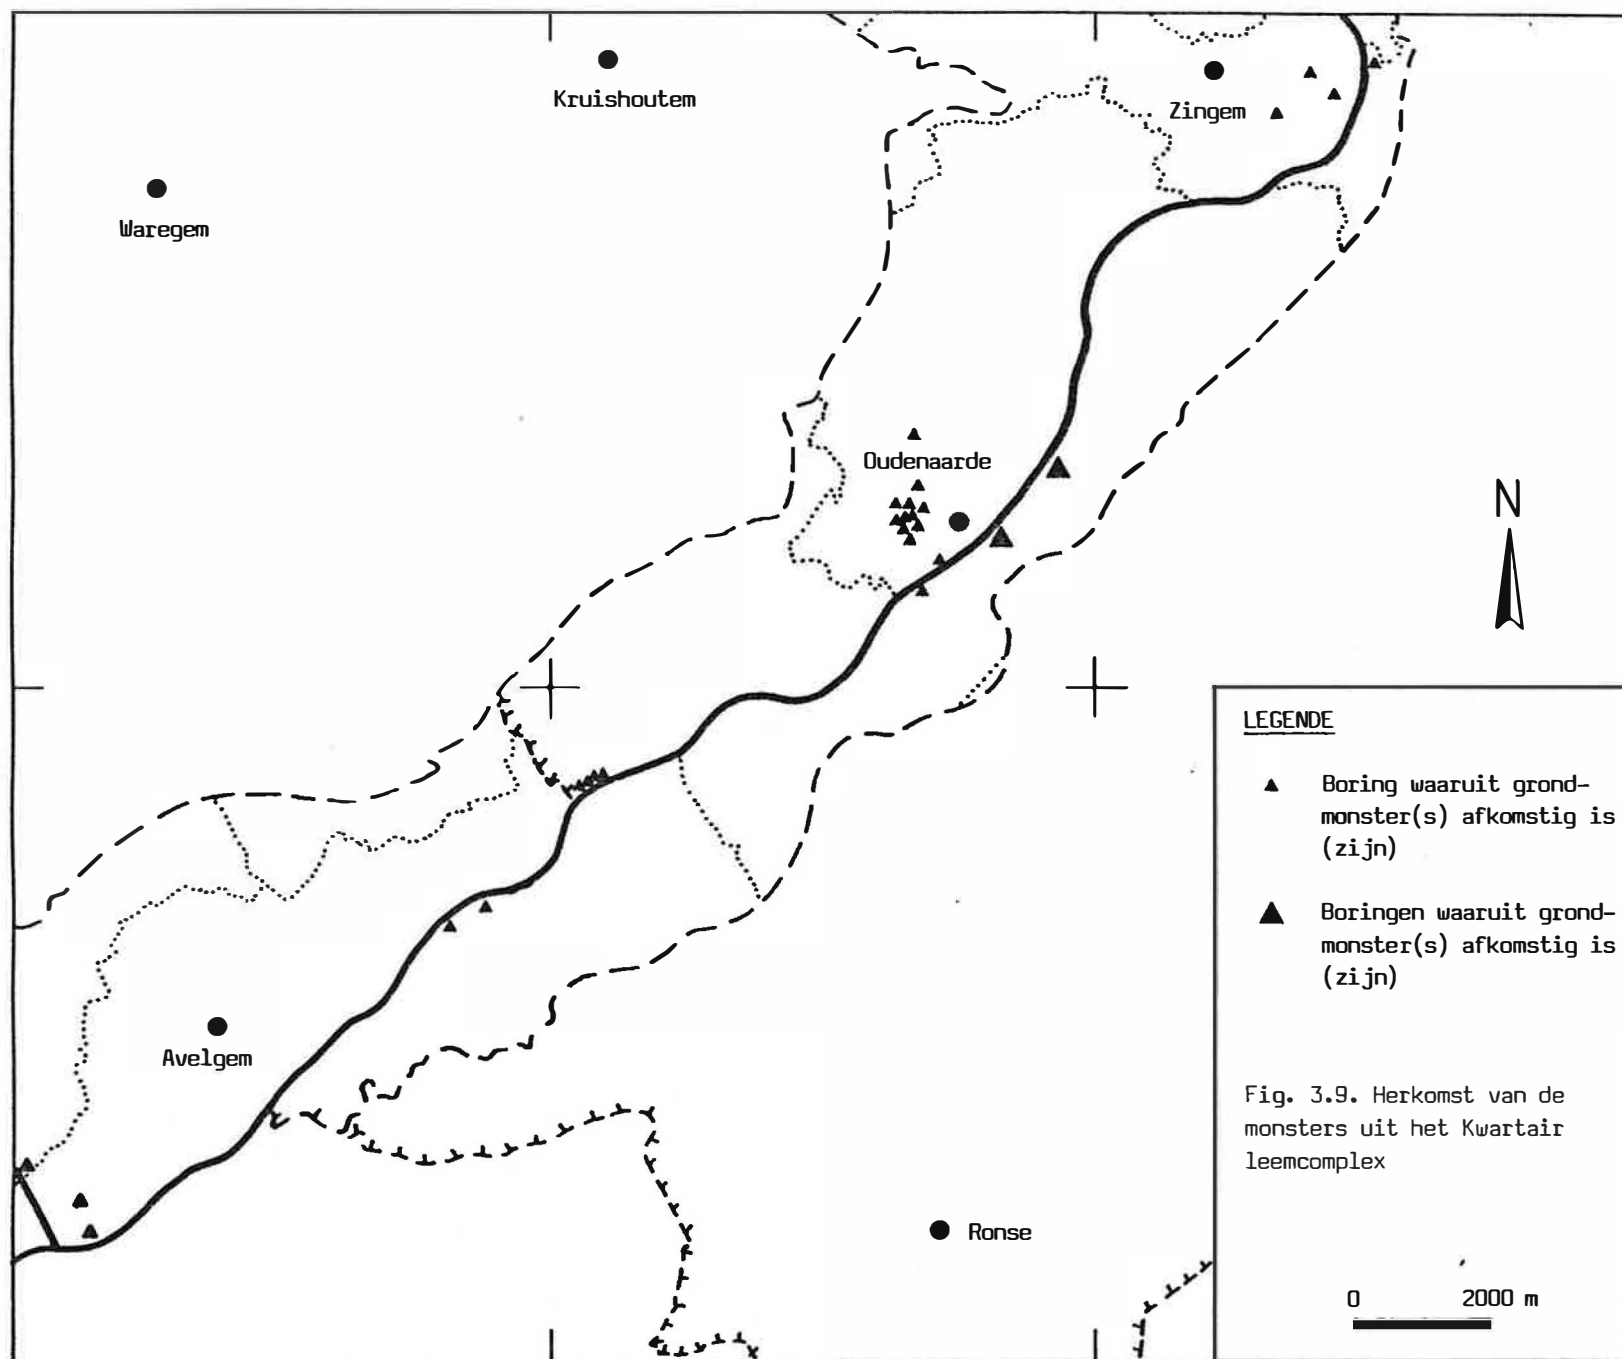 Kruishoutem
Zingem
Waregem
Oudenaarde
N
Avelgem
Ronse
LEGENDE
Boring waaruit grond-
monster(s) afkomstig is
(zijn)
Boringen waaruit grond-
monster(s) afkomstig is
(zijn)
Fig. 3.9. Herkomst van de
monsters uit het Kwartair
leemcomplex
0 2000 m